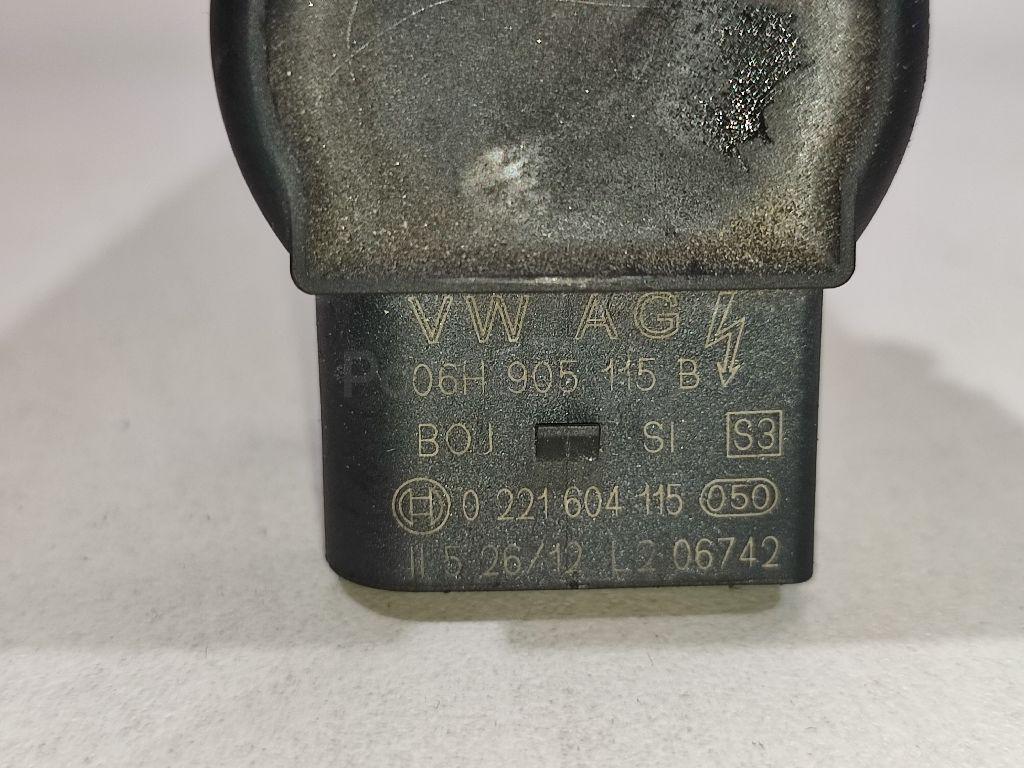 VW AG
06H 905 115 B
BOJ SI S3
H 0 221 604 115 050
II 5 26/12 L2 06742